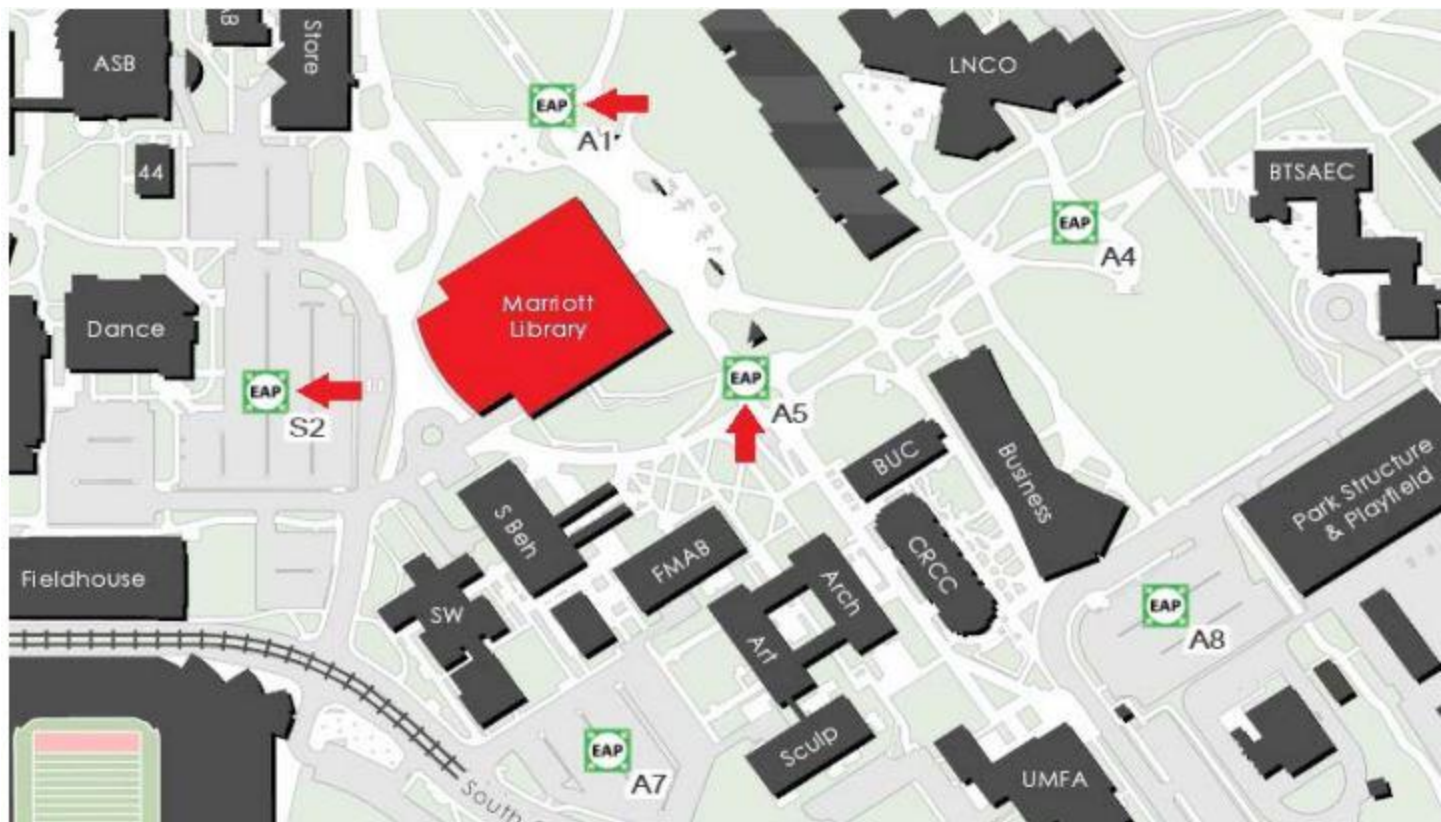 AB
Store
ASB
LNCO
EAP
A1
44
BTSAEC
EAP
A4
Marriott
Library
Dance
EAP
S2
EAP
A5
BUC
Business
Park Structure
& Playfield
S Beh
FMAB
CRCC
Arch
Fieldhouse
SW
Art
EAP
A8
EAP
A7
Sculp
UMFA
South